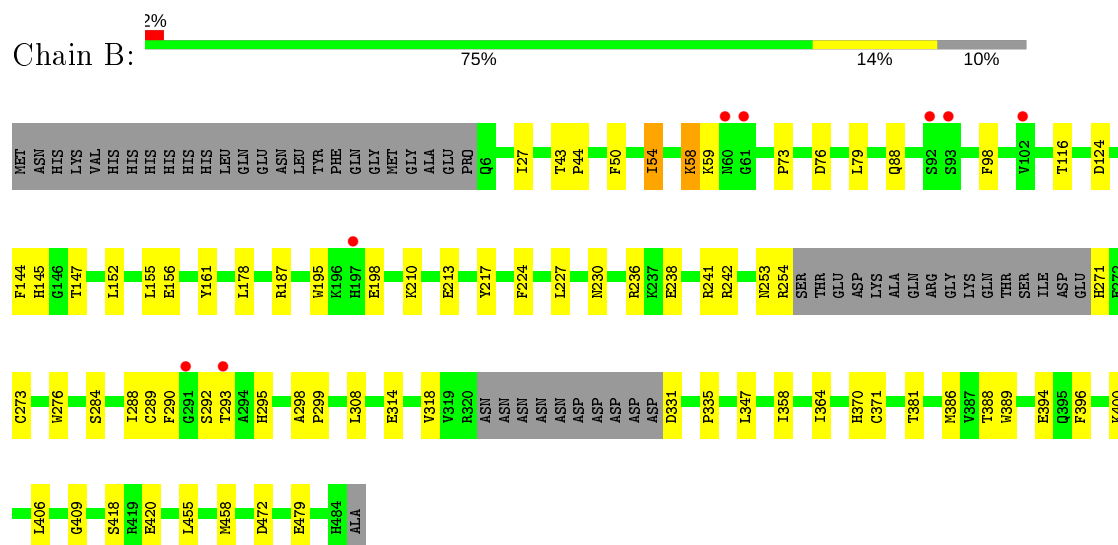 2%
Chain B:
75% 14% 10%
MET ASN HIS LYS VAL HIS HIS HIS HIS HIS HIS LEU GLN GLU ASN LEU TYR PHE GLN GLY MET GLY ALA GLU PRO Q6 I27 T43 P44 F50 I54 K58 K59 N60 G61 P73 D76 L79 Q88 S92 S93 F98 V102 T116 D124
F144 H145 G146 T147 L152 L155 E156 Y161 L178 R187 W195 K196 H197 E198 K210 E213 Y217 F224 L227 N230 R236 K237 E238 R241 R242 N253 R254 SER THR GLU ASP LYS ALA GLN ARG GLY LYS GLN THR SER ILE ASP GLU H271
C273 W276 S284 I288 C289 F290 G291 S292 T293 A294 H295 A298 P299 L308 E314 V318 V319 R320 ASN ASN ASN ASN ASN ASP ASP ASP ASP ASP D331 P335 L347 I358 I364 H370 C371 T381 M386 V387 T388 W389 E394 Q395 F396
L406 G409 S418 R419 E420 L455 M458 D472 E479 H484 ALA